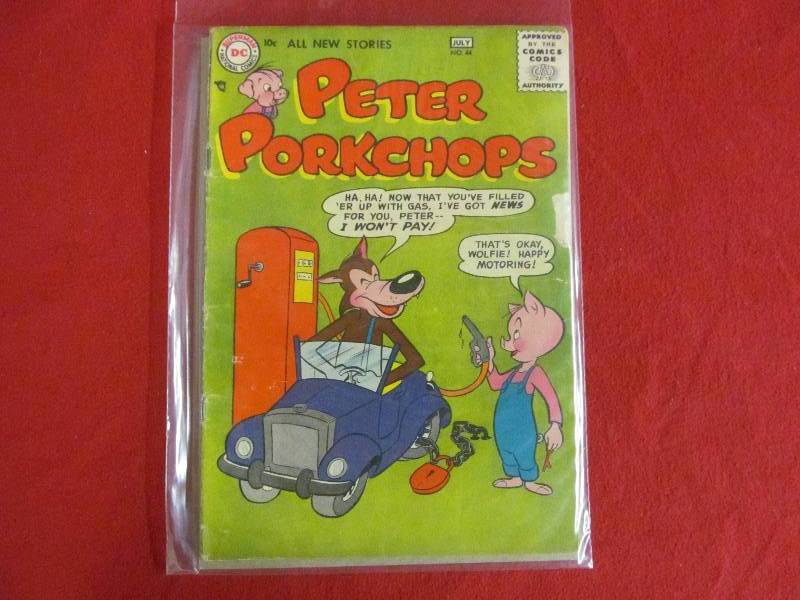 SUPERMAN
DC
NATIONAL COMICS
10¢ ALL NEW STORIES
JULY
NO. 44
APPROVED
BY THE
COMICS
CODE
AUTHORITY
PETER
PORKCHOPS
HA, HA! NOW THAT YOU'VE FILLED
'ER UP WITH GAS, I'VE GOT NEWS
FOR YOU, PETER--
I WON'T PAY!
THAT'S OKAY,
WOLFIE! HAPPY
MOTORING!